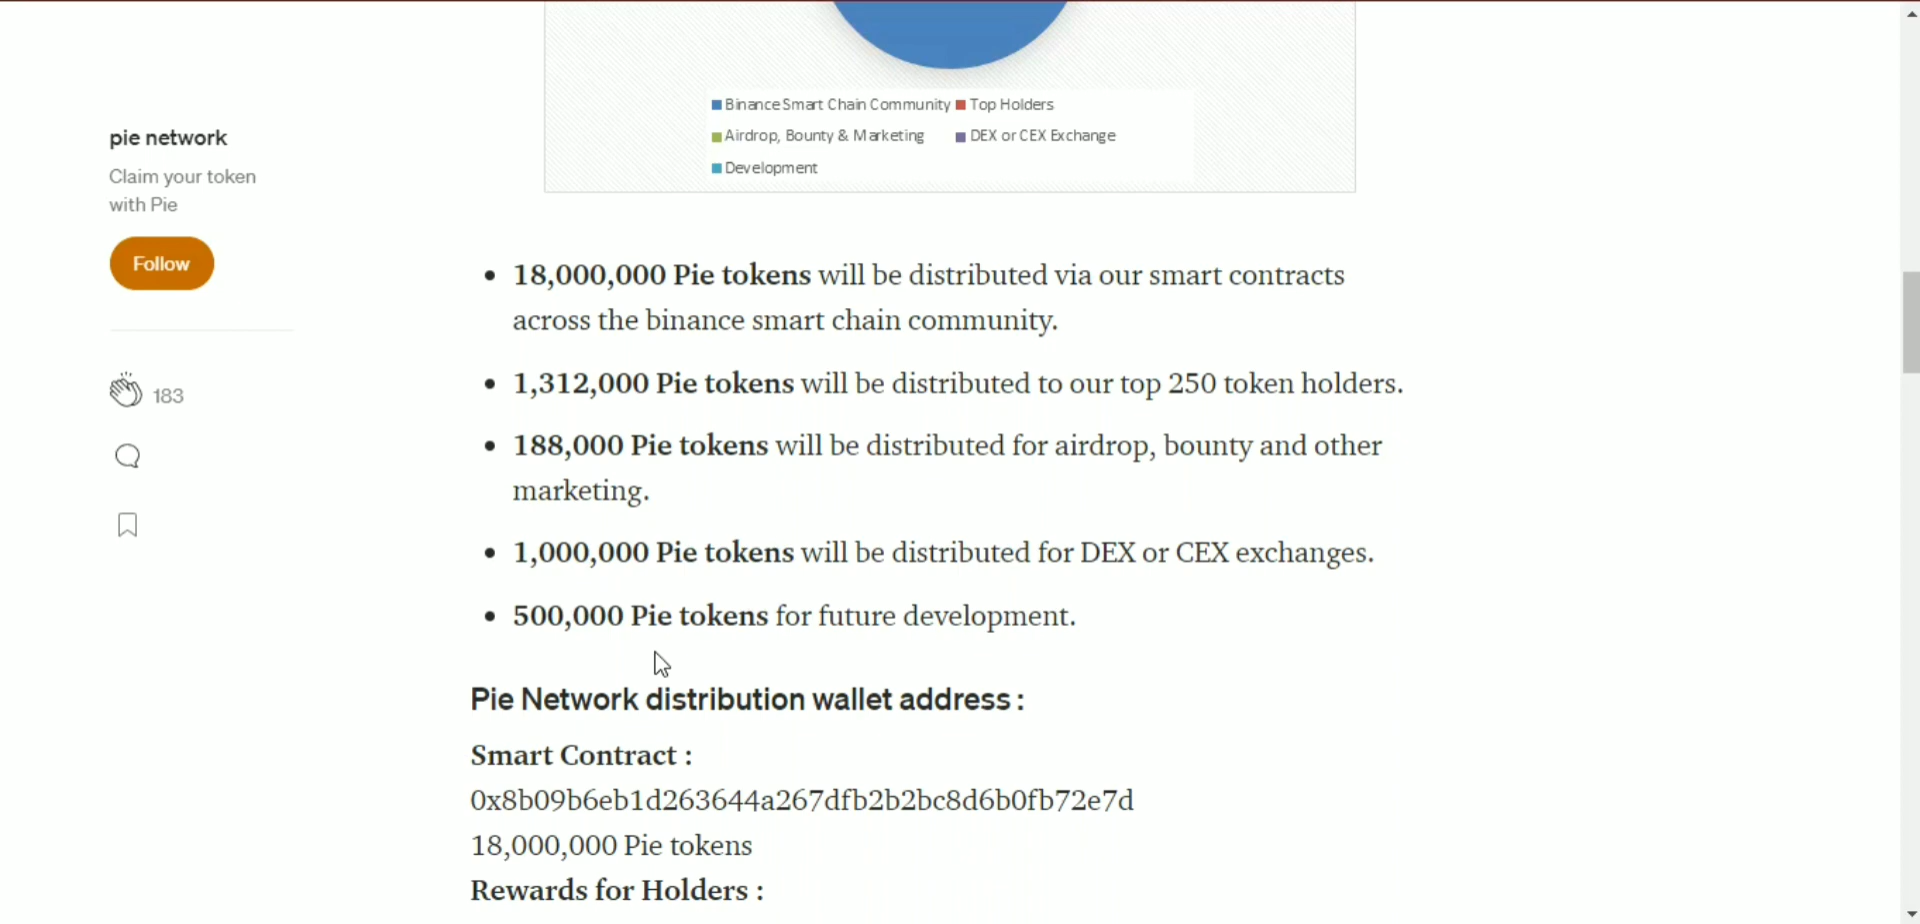 Binance Smart Chain Community Top Holders
Airdrop, Bounty & Marketing DEX or CEX Exchange
Development
pie network
Claim your token
with Pie
Follow
183
18,000,000 Pie tokens will be distributed via our smart contracts
across the binance smart chain community.
1,312,000 Pie tokens will be distributed to our top 250 token holders.
188,000 Pie tokens will be distributed for airdrop, bounty and other
marketing.
1,000,000 Pie tokens will be distributed for DEX or CEX exchanges.
500,000 Pie tokens for future development.
Pie Network distribution wallet address :
Smart Contract :
0x8b09b6eb1d263644a267dfb2b2bc8d6b0fb72e7d
18,000,000 Pie tokens
Rewards for Holders :